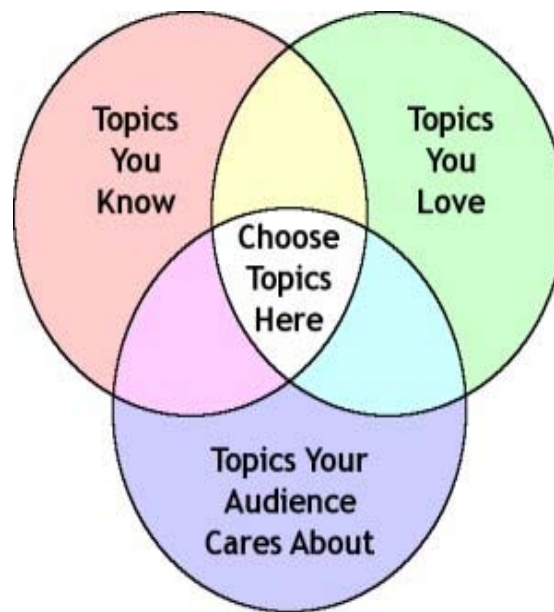 Topics
You
Know
Topics
You
Love
Choose
Topics
Here
Topics Your
Audience
Cares About